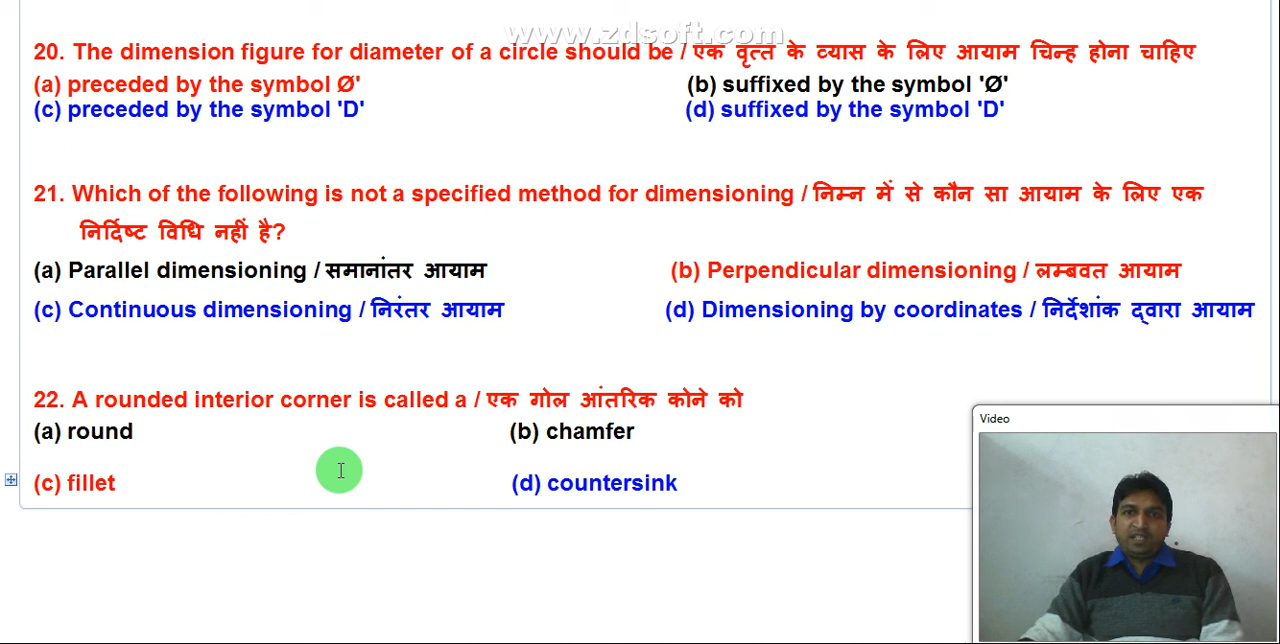 www.zdsoft.com
20. The dimension figure for diameter of a circle should be / एक वृत्त के व्यास के लिए आयाम चिन्ह होना चाहिए
(a) preceded by the symbol Ø' (b) suffixed by the symbol 'Ø'
(c) preceded by the symbol 'D' (d) suffixed by the symbol 'D'
21. Which of the following is not a specified method for dimensioning / निम्न में से कौन सा आयाम के लिए एक
निर्दिष्ट विधि नहीं है?
(a) Parallel dimensioning / समानांतर आयाम (b) Perpendicular dimensioning / लम्बवत आयाम
(c) Continuous dimensioning / निरंतर आयाम (d) Dimensioning by coordinates / निर्देशांक द्वारा आयाम
22. A rounded interior corner is called a / एक गोल आंतरिक कोने को
(a) round (b) chamfer
(c) fillet (d) countersink
Video